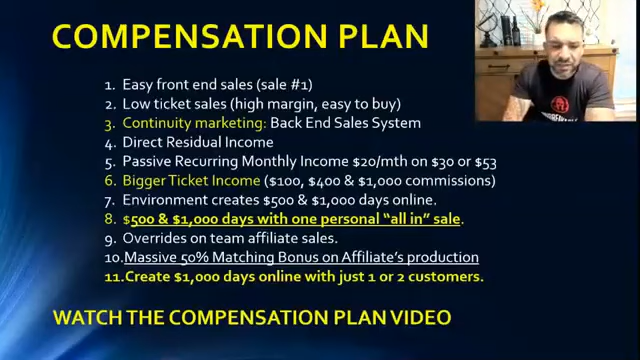 COMPENSATION PLAN
1. Easy front end sales (sale #1)
2. Low ticket sales (high margin, easy to buy)
3. Continuity marketing: Back End Sales System
4. Direct Residual Income
5. Passive Recurring Monthly Income $20/mth on $30 or $53
6. Bigger Ticket Income ($100, $400 & $1,000 commissions)
7. Environment creates $500 & $1,000 days online.
8. $500 & $1,000 days with one personal “all in” sale.
9. Overrides on team affiliate sales.
10.Massive 50% Matching Bonus on Affiliate’s production
11.Create $1,000 days online with just 1 or 2 customers.
WATCH THE COMPENSATION PLAN VIDEO